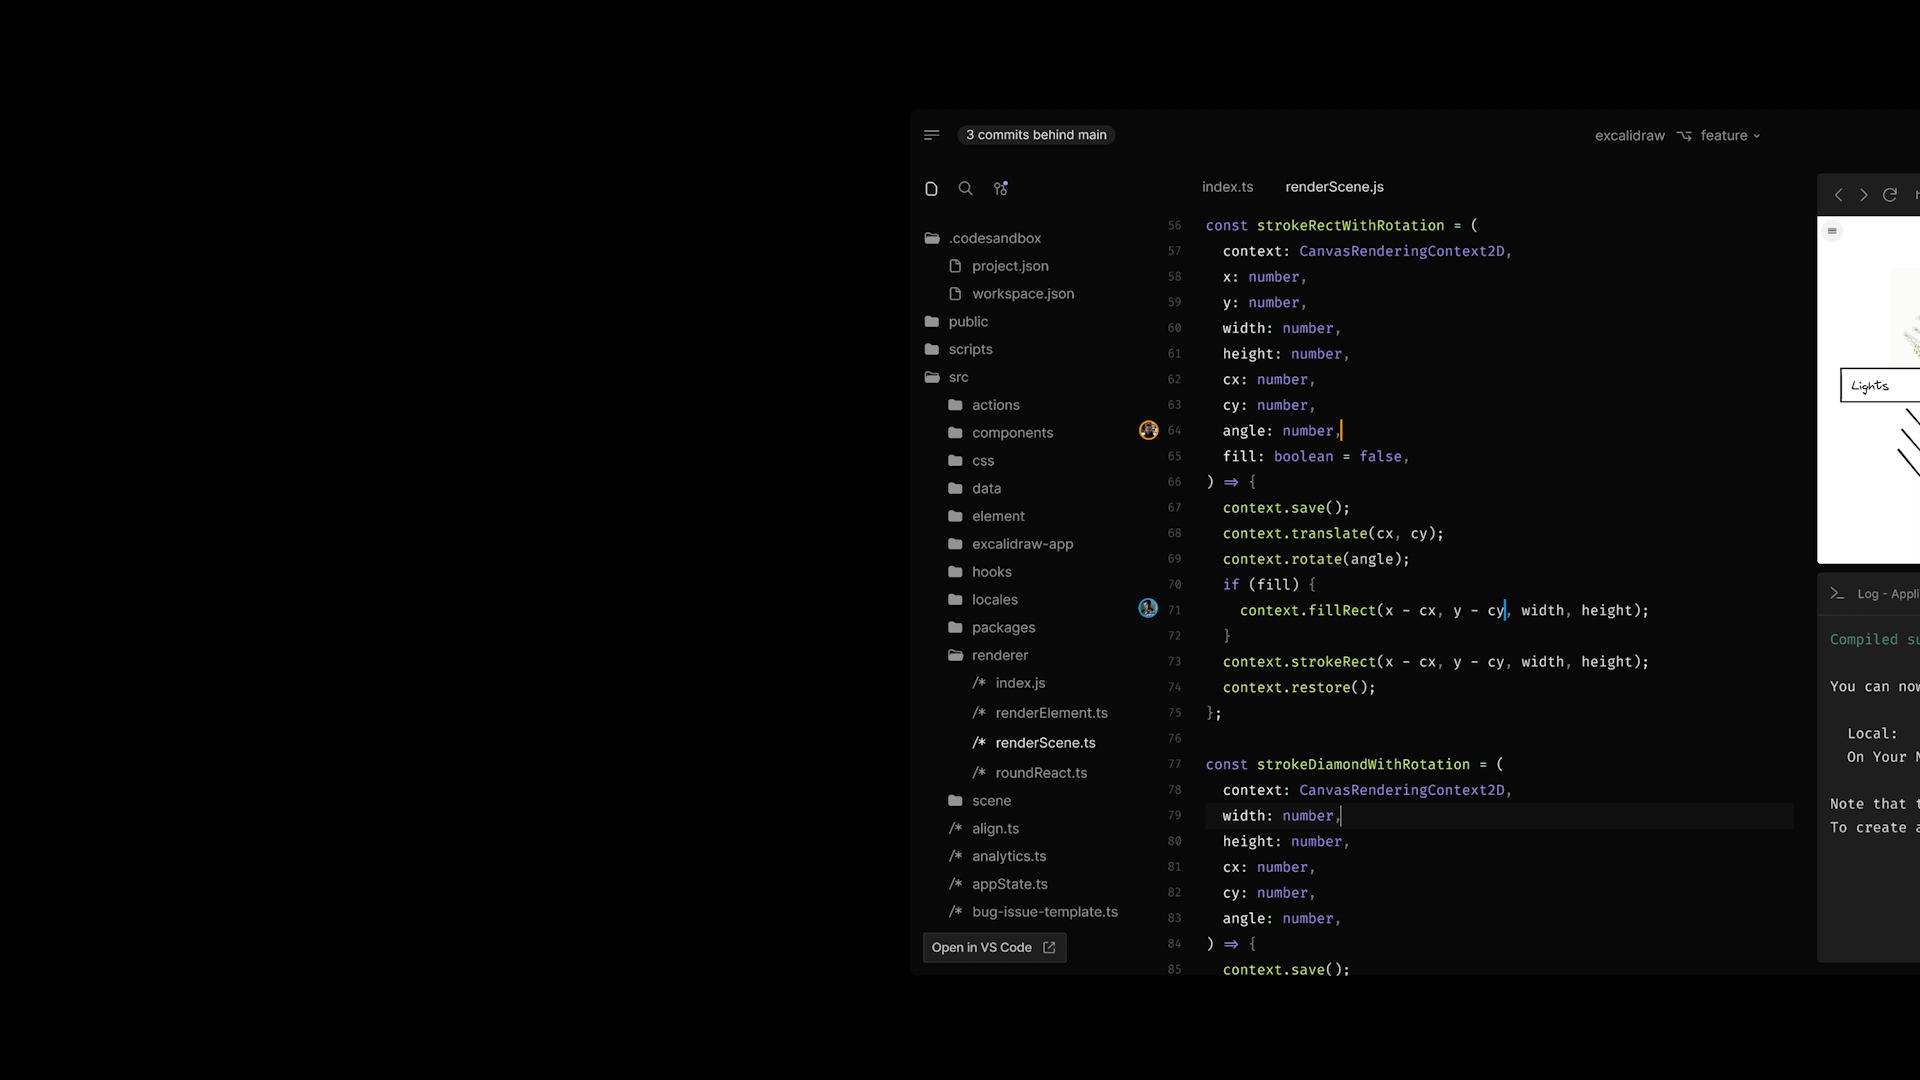 3 commits behind main
excalidraw feature
.codesandbox
project.json
workspace.json
public
scripts
src
actions
components
css
data
element
excalidraw-app
hooks
locales
packages
renderer
/* index.js
/* renderElement.ts
/* renderScene.ts
/* roundReact.ts
scene
/* align.ts
/* analytics.ts
/* appState.ts
/* bug-issue-template.ts
Open in VS Code
index.ts renderScene.js
56 const strokeRectWithRotation = (
57 context: CanvasRenderingContext2D,
58 x: number,
59 y: number,
60 width: number,
61 height: number,
62 cx: number,
63 cy: number,
64 angle: number,
65 fill: boolean = false,
66 ) => {
67 context.save();
68 context.translate(cx, cy);
69 context.rotate(angle);
70 if (fill) {
71 context.fillRect(x - cx, y - cy, width, height);
72 }
73 context.strokeRect(x - cx, y - cy, width, height);
74 context.restore();
75 };
76
77 const strokeDiamondWithRotation = (
78 context: CanvasRenderingContext2D,
79 width: number,
80 height: number,
81 cx: number,
82 cy: number,
83 angle: number,
84 ) => {
85 context.save();
Lights
>_ Log - Appli
Compiled su
You can now
Local:
On Your N
Note that t
To create a